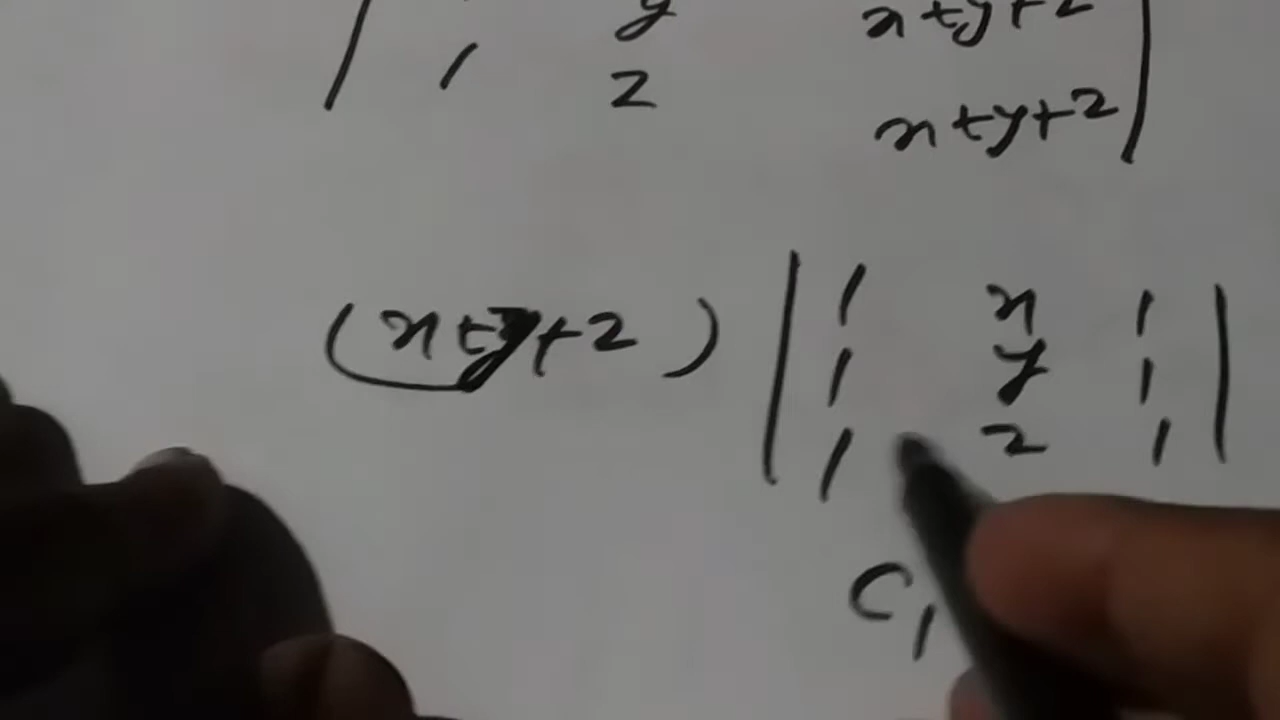 y x+y+z
1 z x+y+z
(x+y+z) | 1 x 1 |
| 1 y 1 |
| 1 z 1 |
C1